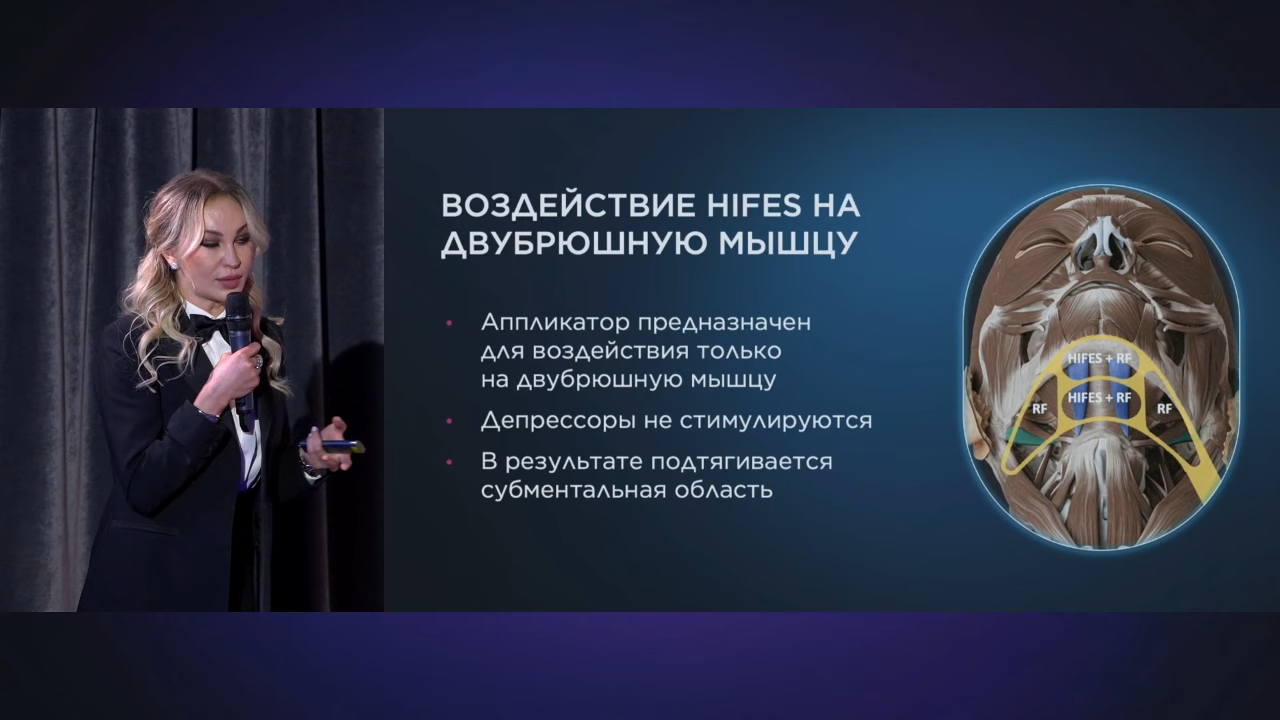 ВОЗДЕЙСТВИЕ HIFES НА
ДВУБРЮШНУЮ МЫШЦУ
• Аппликатор предназначен
для воздействия только
на двубрюшную мышцу
• Депрессоры не стимулируются
• В результате подтягивается
субментальная область
HIFES + RF
HIFES + RF
RF
RF